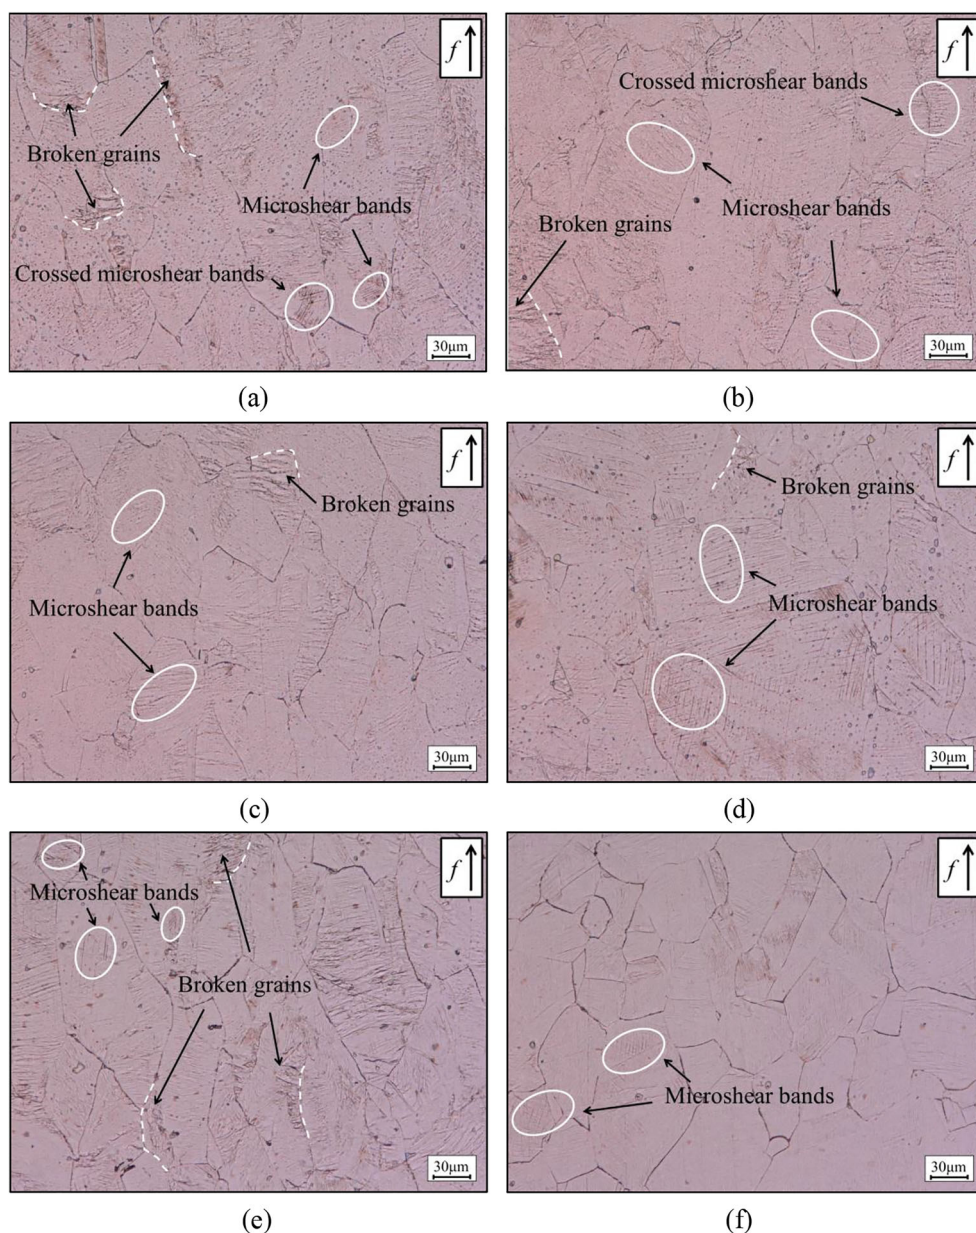 f
Broken grains
Microshear bands
Crossed microshear bands
30μm
(a)
f
Crossed microshear bands
Microshear bands
Broken grains
30μm
(b)
f
Broken grains
Microshear bands
30μm
(c)
f
Broken grains
Microshear bands
30μm
(d)
f
Microshear bands
Broken grains
30μm
(e)
f
Microshear bands
30μm
(f)